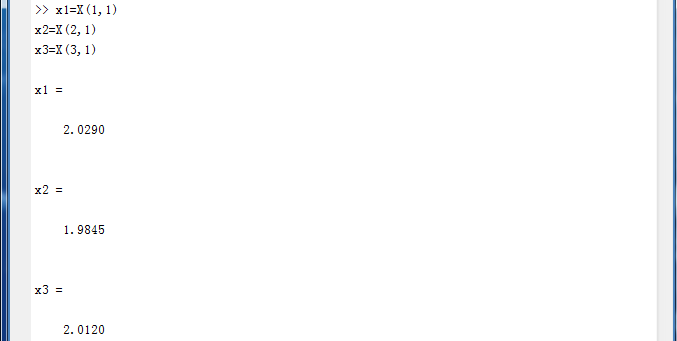 >> x1=X(1,1)
x2=X(2,1)
x3=X(3,1)
x1 =
2.0290
x2 =
1.9845
x3 =
2.0120